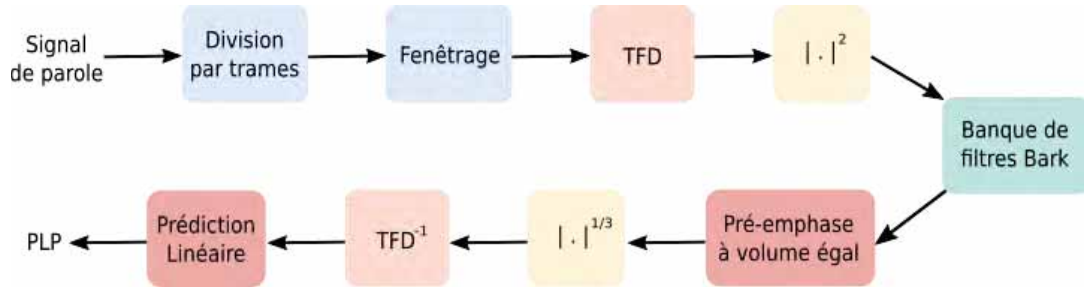 Signal
de parole
Division
par trames
Fenêtrage
TFD
| . |²
Banque de
filtres Bark
Pré-emphase
à volume égal
| . |^1/3
TFD^-1
Prédiction
Linéaire
PLP